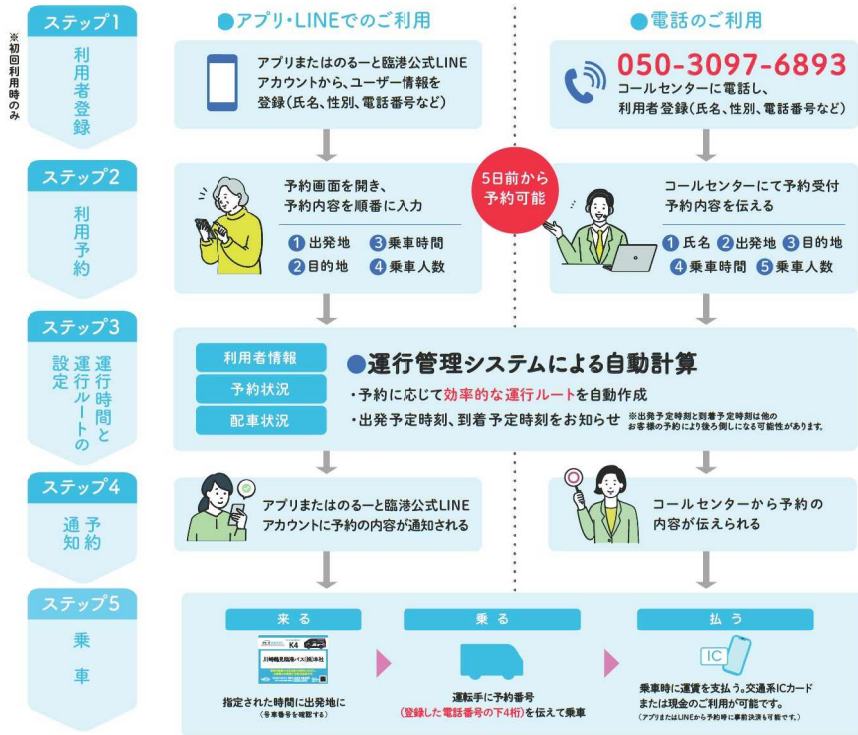 ※初回利用時のみ
ステップ1
利用者登録
●アプリ・LINEでのご利用
アプリまたはのるーと臨港公式LINE
アカウントから、ユーザー情報を
登録(氏名、性別、電話番号など)
●電話のご利用
050-3097-6893
コールセンターに電話し、
利用者登録(氏名、性別、電話番号など)
ステップ2
利用予約
予約画面を開き、
予約内容を順番に入力
❶出発地 ❸乗車時間
❷目的地 ❹乗車人数
5日前から
予約可能
コールセンターにて予約受付
予約内容を伝える
❶氏名 ❷出発地 ❸目的地
❹乗車時間 ❺乗車人数
ステップ3
運行時間と
運行ルートの
設定
利用者情報
予約状況
配車状況
●運行管理システムによる自動計算
・予約に応じて効率的な運行ルートを自動作成
・出発予定時刻、到着予定時刻をお知らせ
※出発予定時刻と到着予定時刻は他の
お客様の予約により後ろ倒しになる可能性があります。
ステップ4
予約
通知
アプリまたはのるーと臨港公式LINE
アカウントに予約の内容が通知される
コールセンターから予約の
内容が伝えられる
ステップ5
乗車
来る
K4
川崎鶴見臨港バス(株)本社
指定された時間に出発地に
(号車番号を確認する)
乗る
運転手に予約番号
(登録した電話番号の下4桁)を伝えて乗車
払う
IC
乗車時に運賃を支払う。交通系ICカード
または現金のご利用が可能です。
(アプリまたはLINEから予約時に事前決済も可能です。)